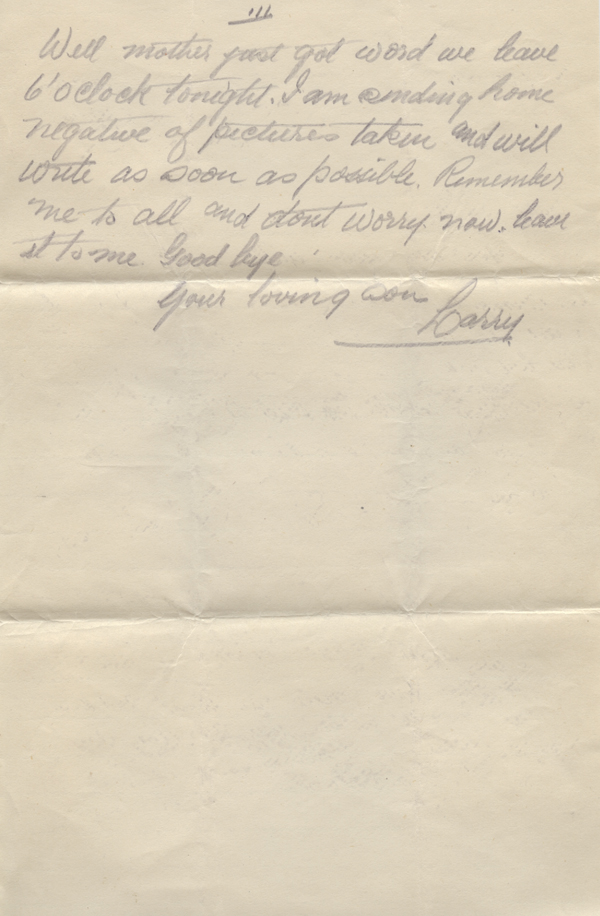 III
Well mother just got word we leave
6'oclock tonight. I am sending home
negative of pictures taken and will
write as soon as possible. Remember
me to all and dont worry now. leave
it to me. Good bye
Your loving son
Larry